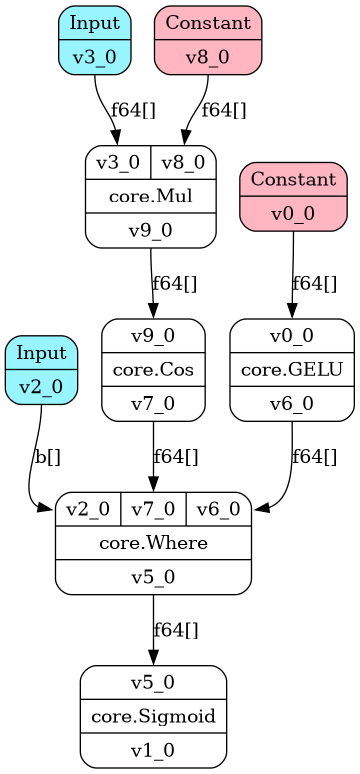 Input
v3_0
Constant
v8_0
f64[]
f64[]
v3_0 v8_0
core.Mul
v9_0
Constant
v0_0
f64[]
f64[]
Input
v2_0
v9_0
core.Cos
v7_0
v0_0
core.GELU
v6_0
b[]
f64[]
f64[]
v2_0 v7_0 v6_0
core.Where
v5_0
f64[]
v5_0
core.Sigmoid
v1_0